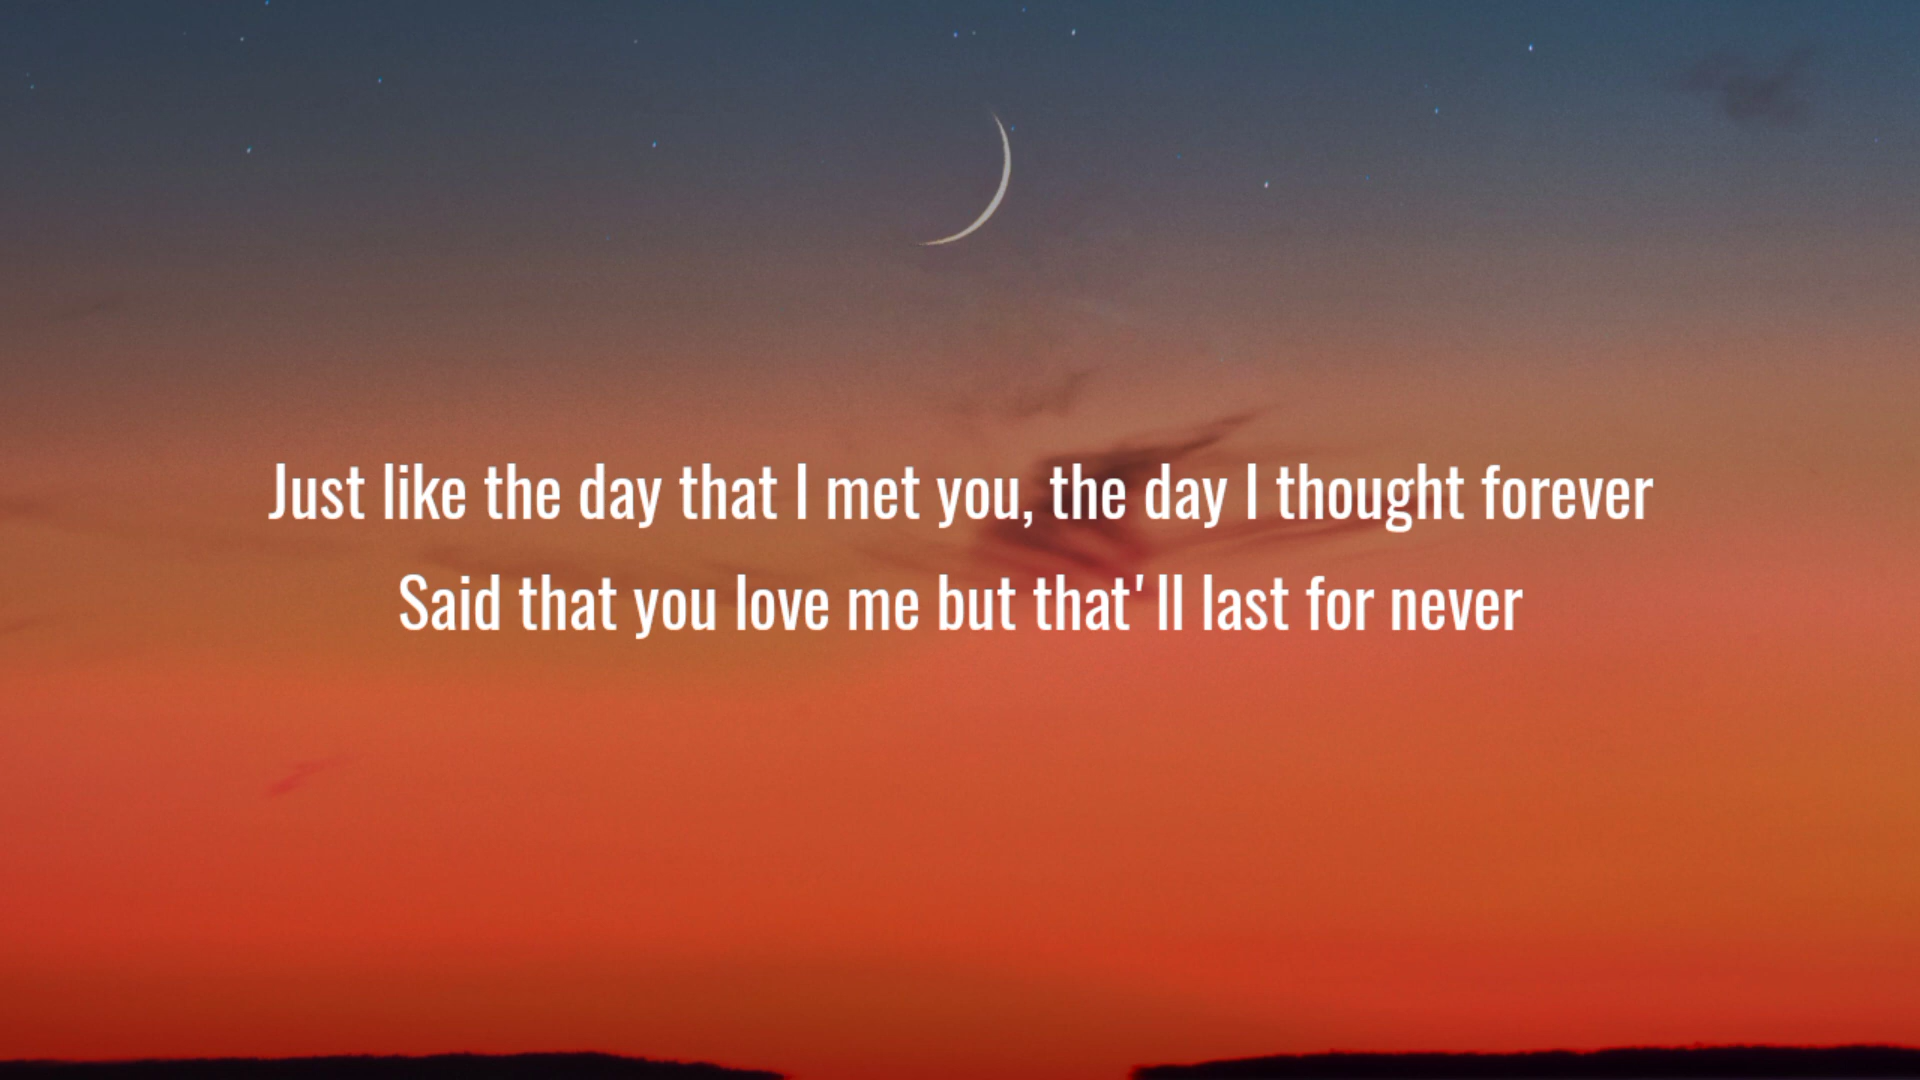 Just like the day that I met you, the day I thought forever
Said that you love me but that'll last for never